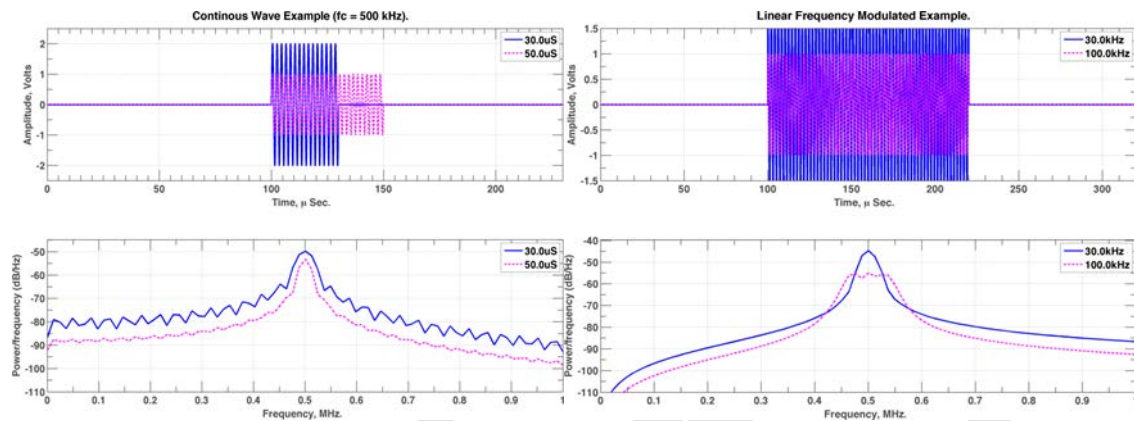 Continous Wave Example (fc = 500 kHz).
Amplitude, Volts
2
1
0
-1
-2
30.0uS
50.0uS
0 50 100 150 200
Time, μ Sec.
Linear Frequency Modulated Example.
Amplitude, Volts
1.5
1
0.5
0
-0.5
-1
-1.5
30.0kHz
100.0kHz
0 50 100 150 200 250 300
Time, μ Sec.
Power/frequency (dB/Hz)
-50
-60
-70
-80
-90
-100
-110
30.0uS
50.0uS
0 0.1 0.2 0.3 0.4 0.5 0.6 0.7 0.8 0.9 1
Frequency, MHz.
Power/frequency (dB/Hz)
-40
-50
-60
-70
-80
-90
-100
-110
30.0kHz
100.0kHz
0 0.1 0.2 0.3 0.4 0.5 0.6 0.7 0.8 0.9
Frequency, MHz.